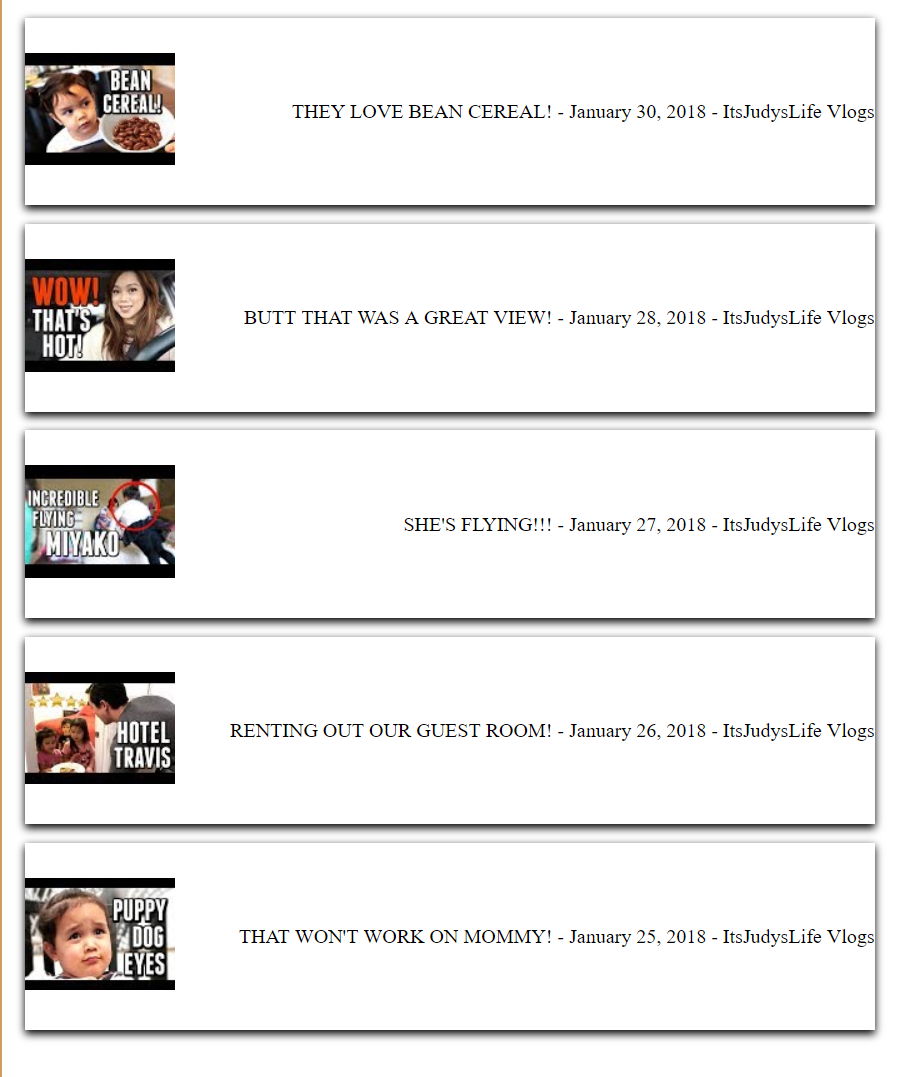 BEAN
CEREAL!
THEY LOVE BEAN CEREAL! - January 30, 2018 - ItsJudysLife Vlogs
WOW!
THAT'S
HOT!
BUTT THAT WAS A GREAT VIEW! - January 28, 2018 - ItsJudysLife Vlogs
INCREDIBLE
FLYING
MIYAKO
SHE'S FLYING!!! - January 27, 2018 - ItsJudysLife Vlogs
HOTEL
TRAVIS
RENTING OUT OUR GUEST ROOM! - January 26, 2018 - ItsJudysLife Vlogs
PUPPY
DOG
EYES
THAT WON'T WORK ON MOMMY! - January 25, 2018 - ItsJudysLife Vlogs